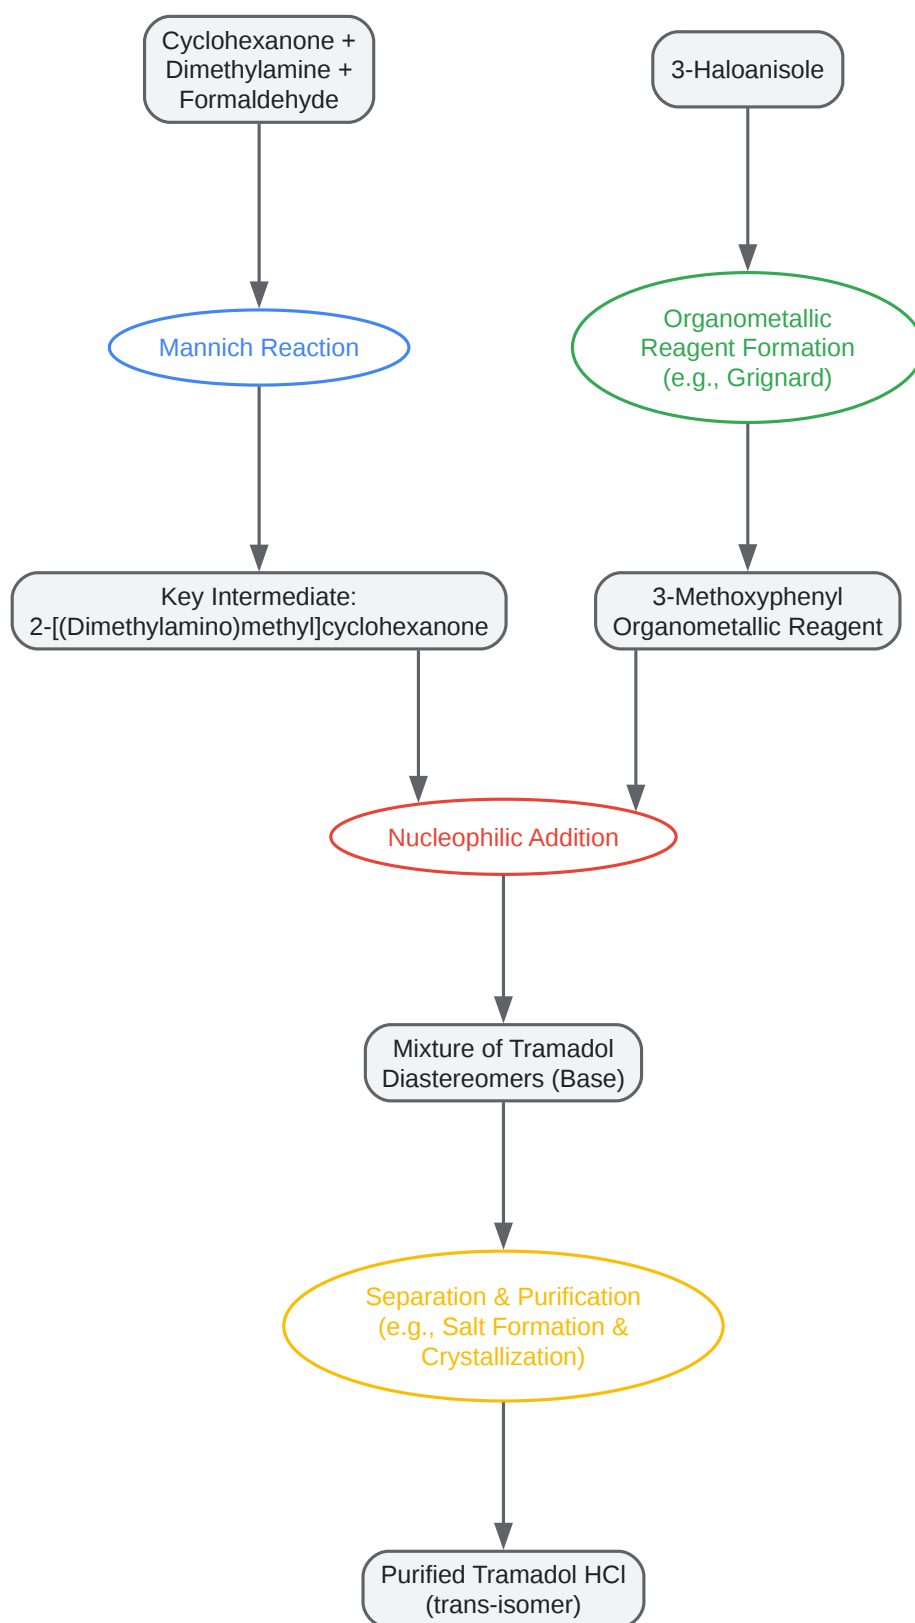 Cyclohexanone +
Dimethylamine +
Formaldehyde
3-Haloanisole
Mannich Reaction
Organometallic
Reagent Formation
(e.g., Grignard)
Key Intermediate:
2-[(Dimethylamino)methyl]cyclohexanone
3-Methoxyphenyl
Organometallic Reagent
Nucleophilic Addition
Mixture of Tramadol
Diastereomers (Base)
Separation & Purification
(e.g., Salt Formation &
Crystallization)
Purified Tramadol HCl
(trans-isomer)